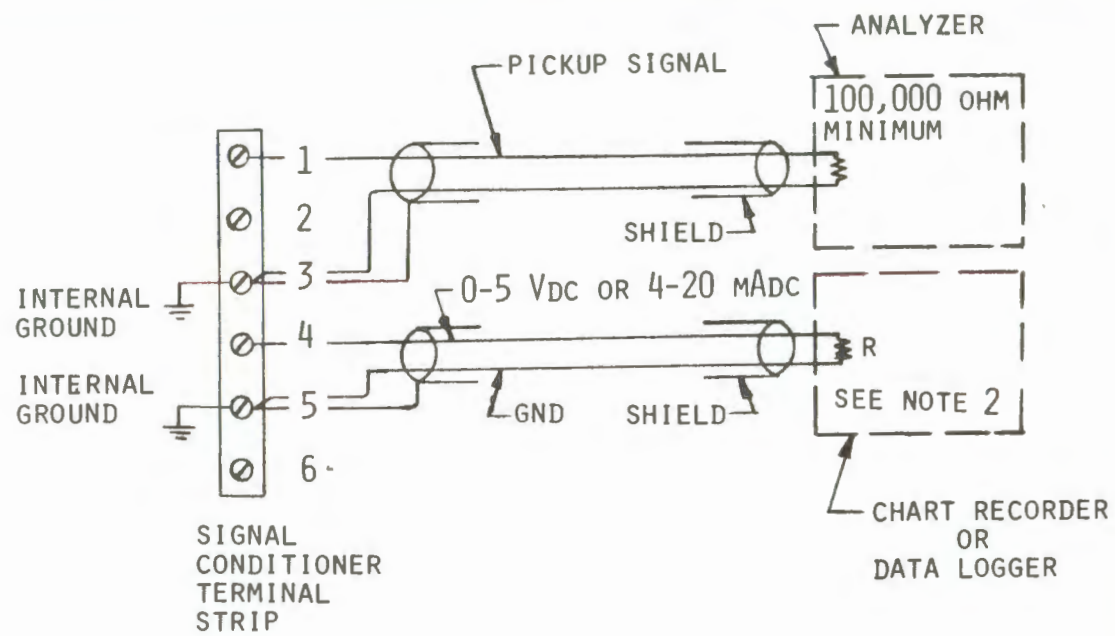 ANALYZER
PICKUP SIGNAL
100,000 OHM
MINIMUM
1
2
SHIELD
3
0-5 VDC OR 4-20 MADC
INTERNAL
GROUND
4
R
INTERNAL
GROUND
5
GND
SHIELD
SEE NOTE 2
6
SIGNAL
CONDITIONER
TERMINAL
STRIP
CHART RECORDER
OR
DATA LOGGER